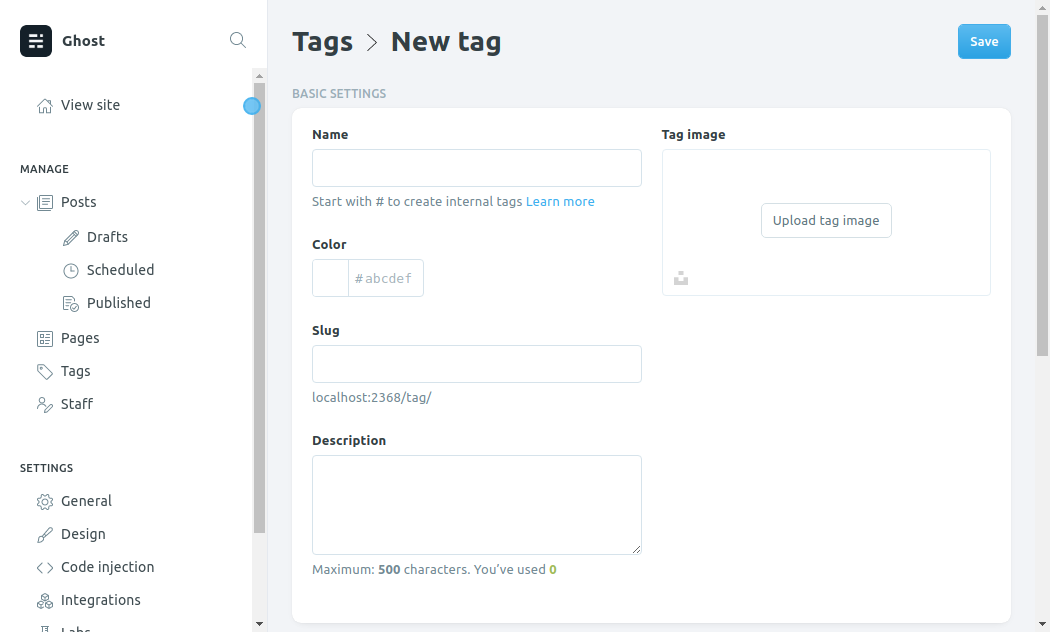 Ghost
View site
MANAGE
Posts
Drafts
Scheduled
Published
Pages
Tags
Staff
SETTINGS
General
Design
Code injection
Integrations
Labs
Tags > New tag
Save
BASIC SETTINGS
Name
Start with # to create internal tags Learn more
Color
#abcdef
Slug
localhost:2368/tag/
Description
Maximum: 500 characters. You’ve used 0
Tag image
Upload tag image